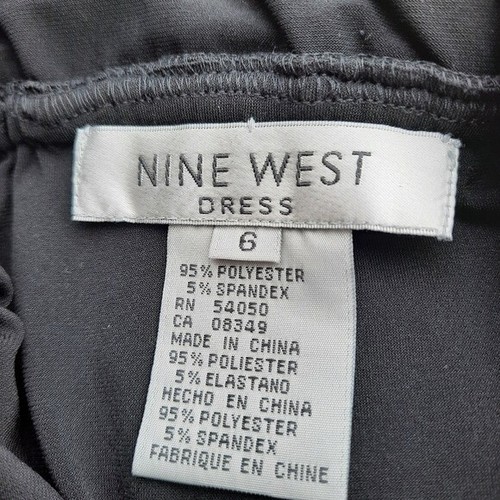 NINE WEST
DRESS
6
95% POLYESTER
5% SPANDEX
RN 54050
CA 08349
MADE IN CHINA
95% POLIESTER
5% ELASTANO
HECHO EN CHINA
95% POLYESTER
5% SPANDEX
FABRIQUE EN CHINE